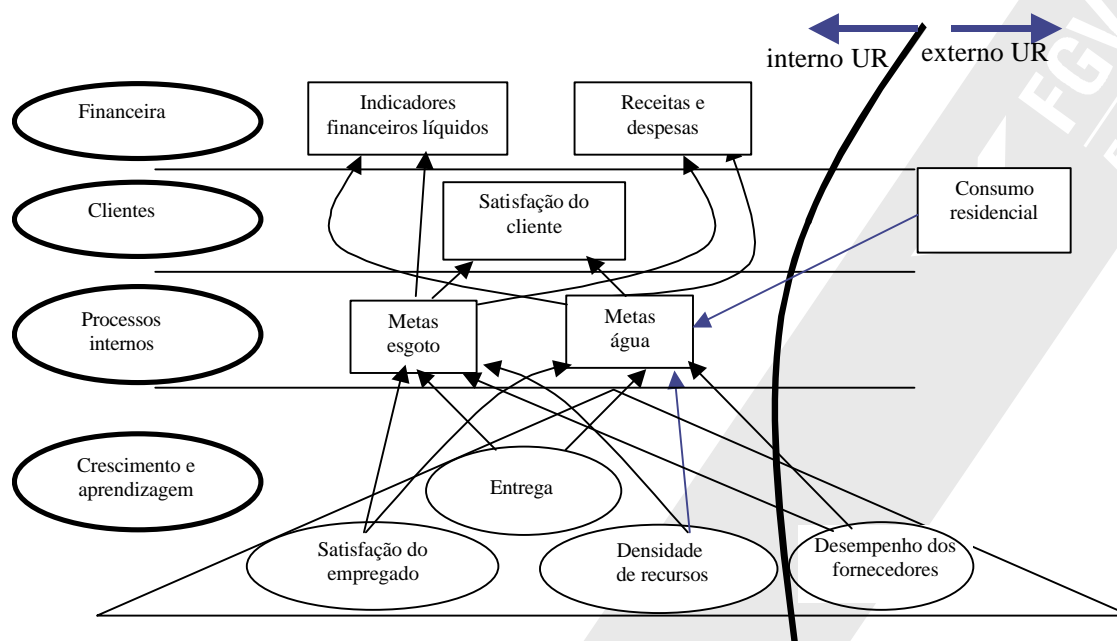 interno UR
externo UR
Financeira
Indicadores
financeiros líquidos
Receitas e
despesas
Clientes
Satisfação do
cliente
Consumo
residencial
Processos
internos
Metas
esgoto
Metas
água
Crescimento e
aprendizagem
Entrega
Satisfação do
empregado
Densidade
de recursos
Desempenho dos
fornecedores
FGV